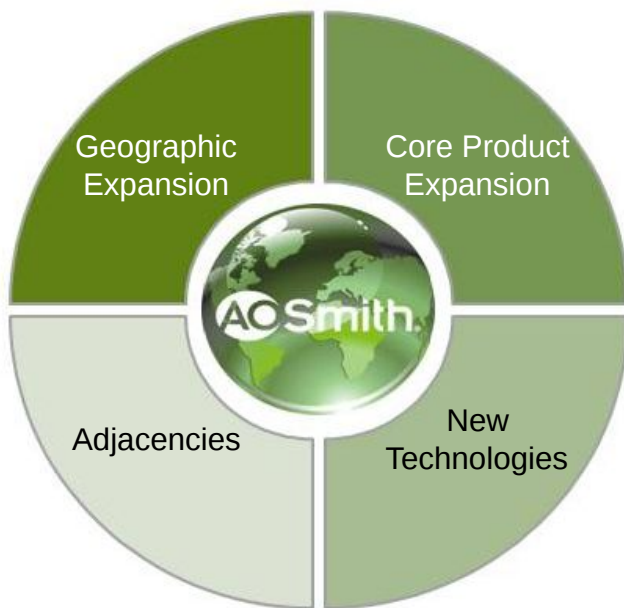 Geographic
Expansion
Core Product
Expansion
AOSmith.
Adjacencies
New
Technologies